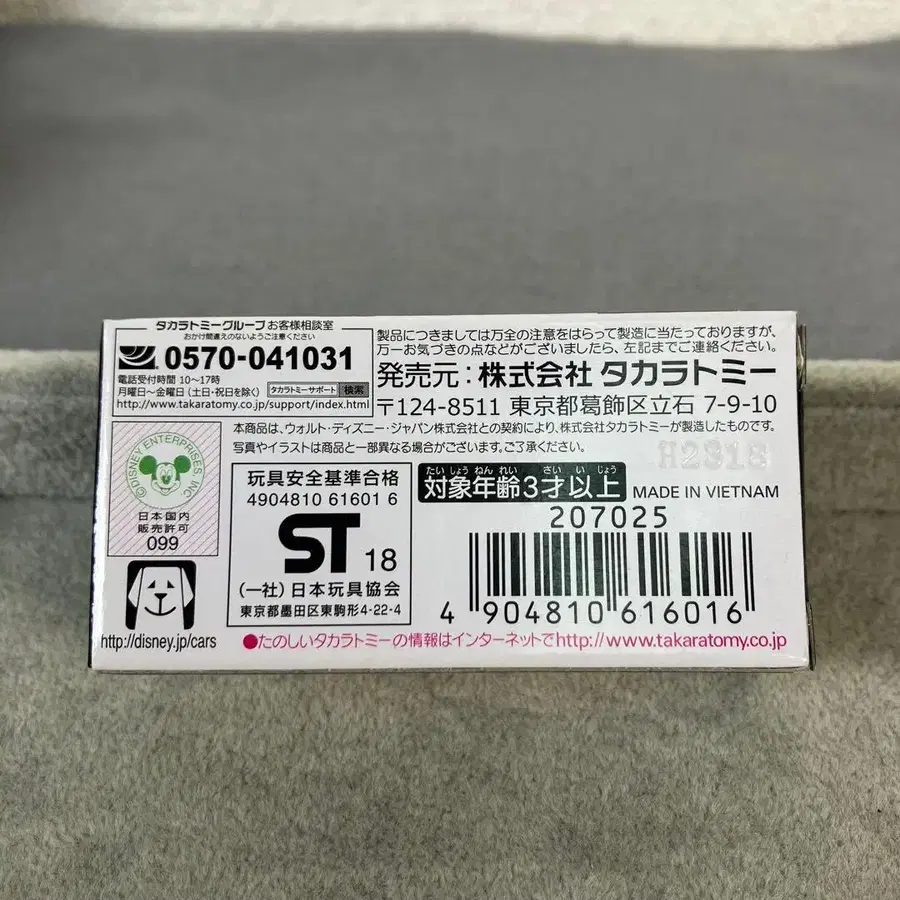 タカラトミーグループ お客様相談室
おかけ間違えのないようご注意ください
0570-041031
電話受付時間 10〜17時
月曜日〜金曜日（土日・祝日を除く）
タカラトミーサポート 検索
http://www.takaratomy.co.jp/support/index.html
製品につきましては万全の注意をはらって製造に当たっておりますが、
万一お気づきの点などがございましたら、左記までご連絡ください。
発売元：株式会社 タカラトミー
〒124-8511 東京都葛飾区立石 7-9-10
本商品は、ウォルト・ディズニー・ジャパン株式会社との契約により、株式会社タカラトミーが製造したものです。
写真やイラストは商品と一部異なる場合がございます。ご了承ください。
H2318
©DISNEY ENTERPRISES INC
日本国内
販売許可
099
http://disney.jp/cars
玩具安全基準合格
4904810 61601 6
ST 18
（一社）日本玩具協会
東京都墨田区東駒形4-22-4
たいしょうねんれい さいいじょう
対象年齢3才以上
MADE IN VIETNAM
207025
4 904810 616016
●たのしいタカラトミーの情報はインターネットでhttp://www.takaratomy.co.jp